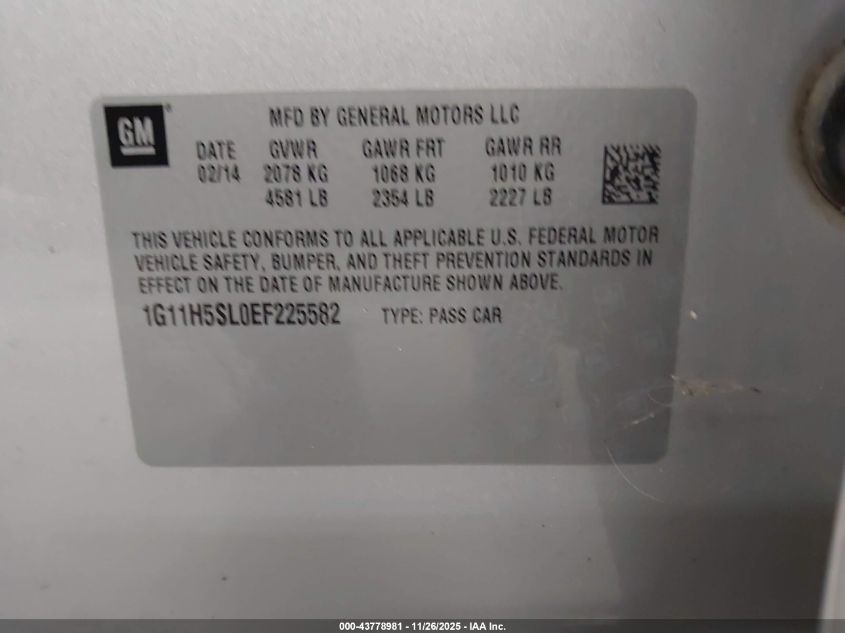 GM®
MFD BY GENERAL MOTORS LLC
DATE GVWR GAWR FRT GAWR RR
02/14 2078 KG 1068 KG 1010 KG
4581 LB 2354 LB 2227 LB
THIS VEHICLE CONFORMS TO ALL APPLICABLE U.S. FEDERAL MOTOR
VEHICLE SAFETY, BUMPER, AND THEFT PREVENTION STANDARDS IN
EFFECT ON THE DATE OF MANUFACTURE SHOWN ABOVE.
1G11H5SL0EF225582 TYPE: PASS CAR
000-43778981 - 11/26/2025 - IAA Inc.